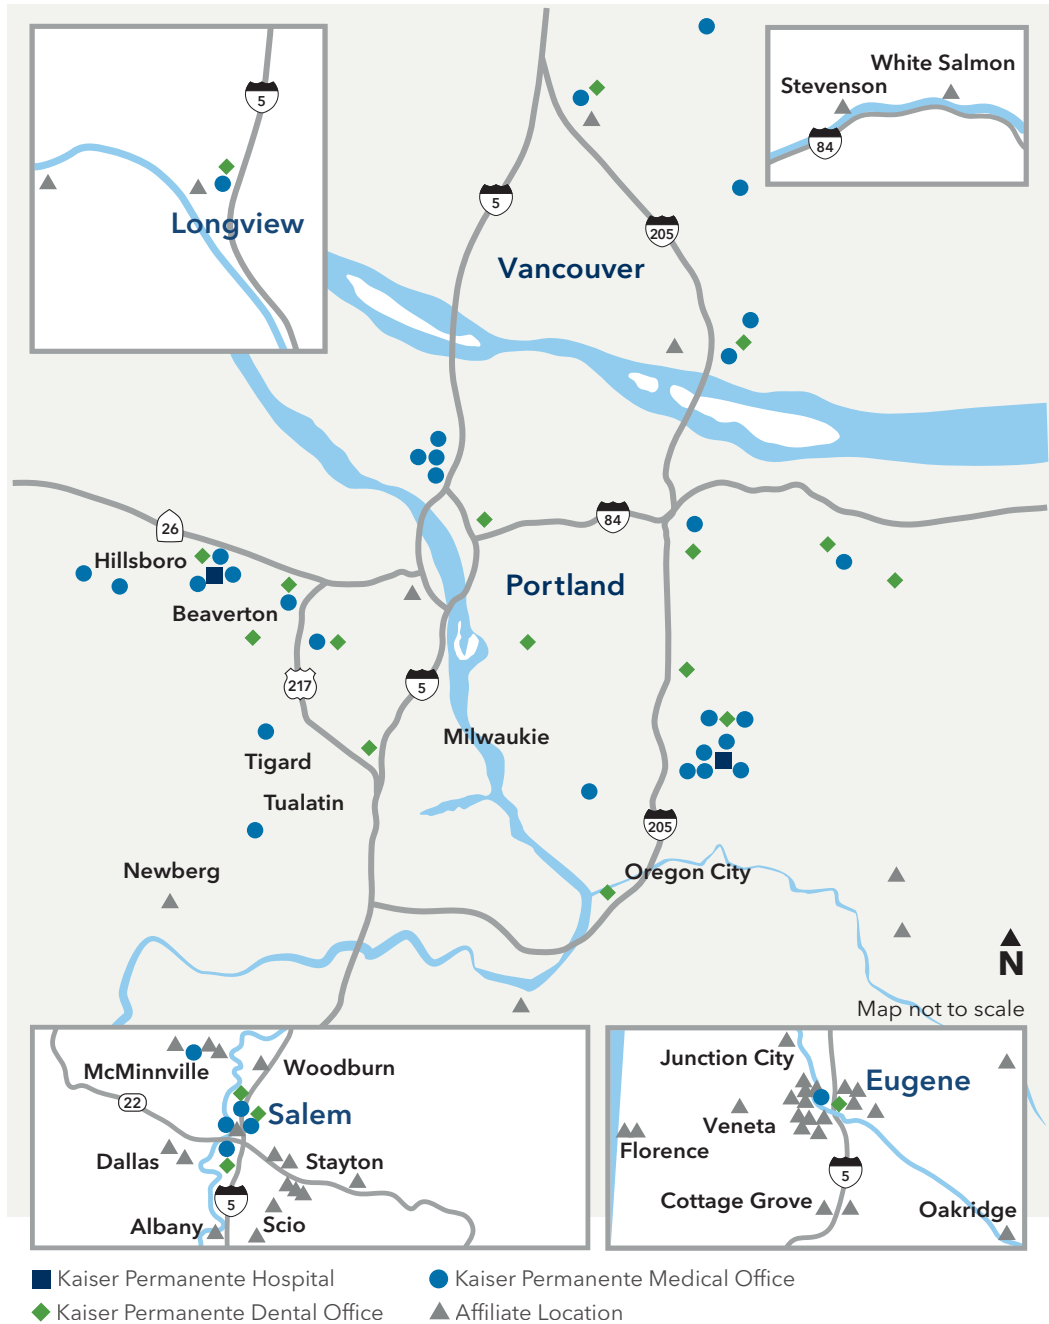 White Salmon
Stevenson
84
5
Longview
5
205
Vancouver
26
84
Hillsboro
Portland
Beaverton
217
5
Milwaukie
Tigard
Tualatin
205
Newberg
Oregon City
N
Map not to scale
McMinnville
Woodburn
22
Salem
Dallas
Stayton
5
Albany
Scio
Junction City
Eugene
Veneta
Florence
5
Cottage Grove
Oakridge
Kaiser Permanente Hospital
Kaiser Permanente Medical Office
Kaiser Permanente Dental Office
Affiliate Location